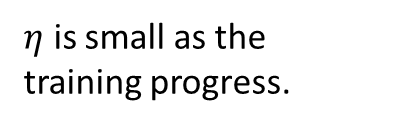 𝜂 is small as the
training progress.